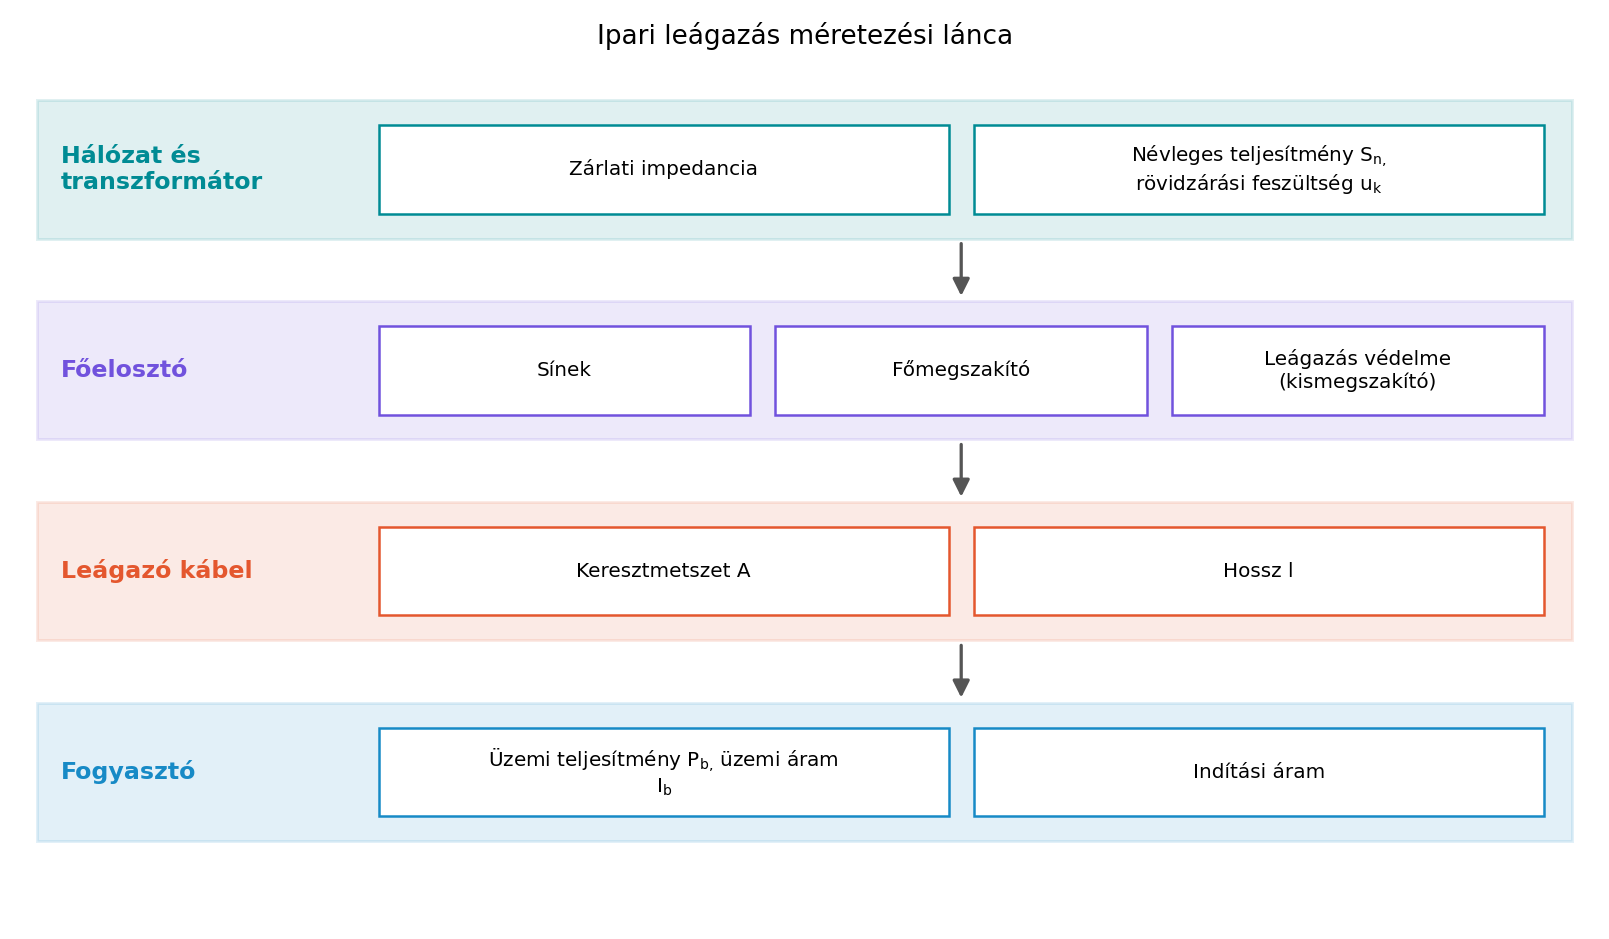 Ipari leágazás méretezési lánca
Hálózat és
transzformátor
Zárlati impedancia
Névleges teljesítmény Sn,
rövidzárási feszültség uk
Főelosztó
Sínek
Főmegszakító
Leágazás védelme
(kismegszakító)
Leágazó kábel
Keresztmetszet A
Hossz l
Fogyasztó
Üzemi teljesítmény Pb, üzemi áram
Ib
Indítási áram